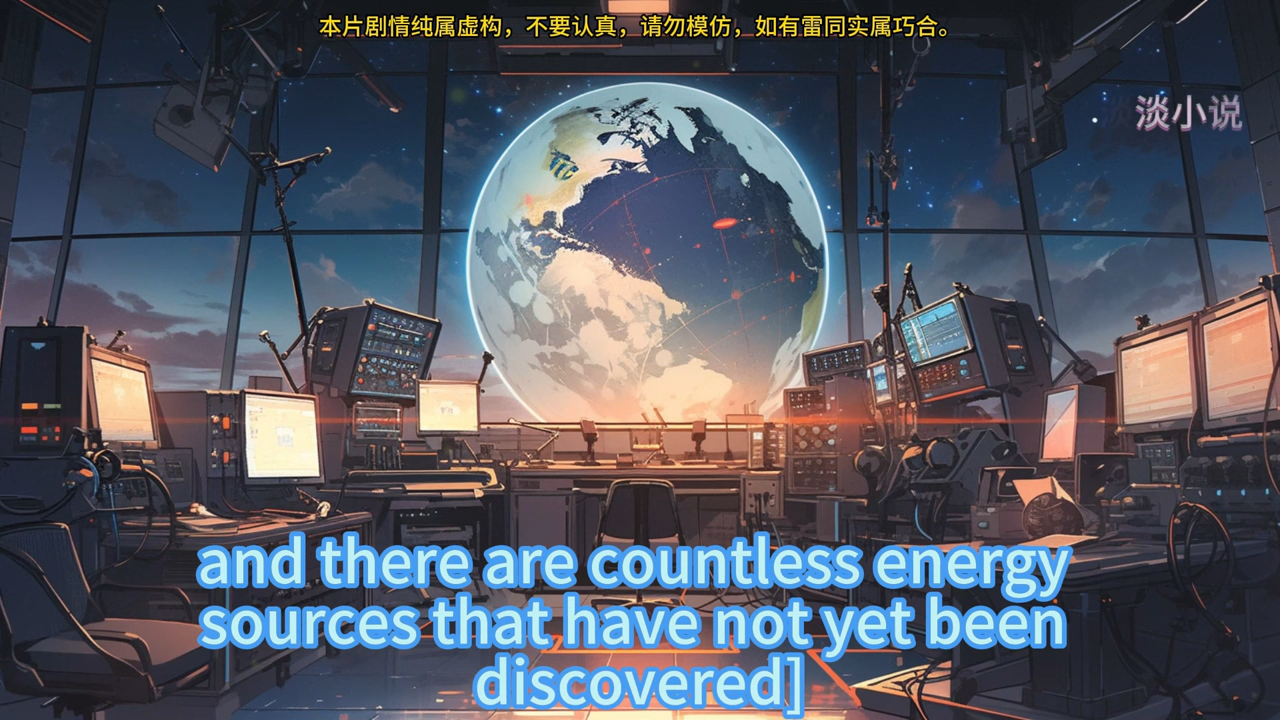 本片剧情纯属虚构，不要认真，请勿模仿，如有雷同实属巧合。
淡小说
and there are countless energy
sources that have not yet been
discovered]